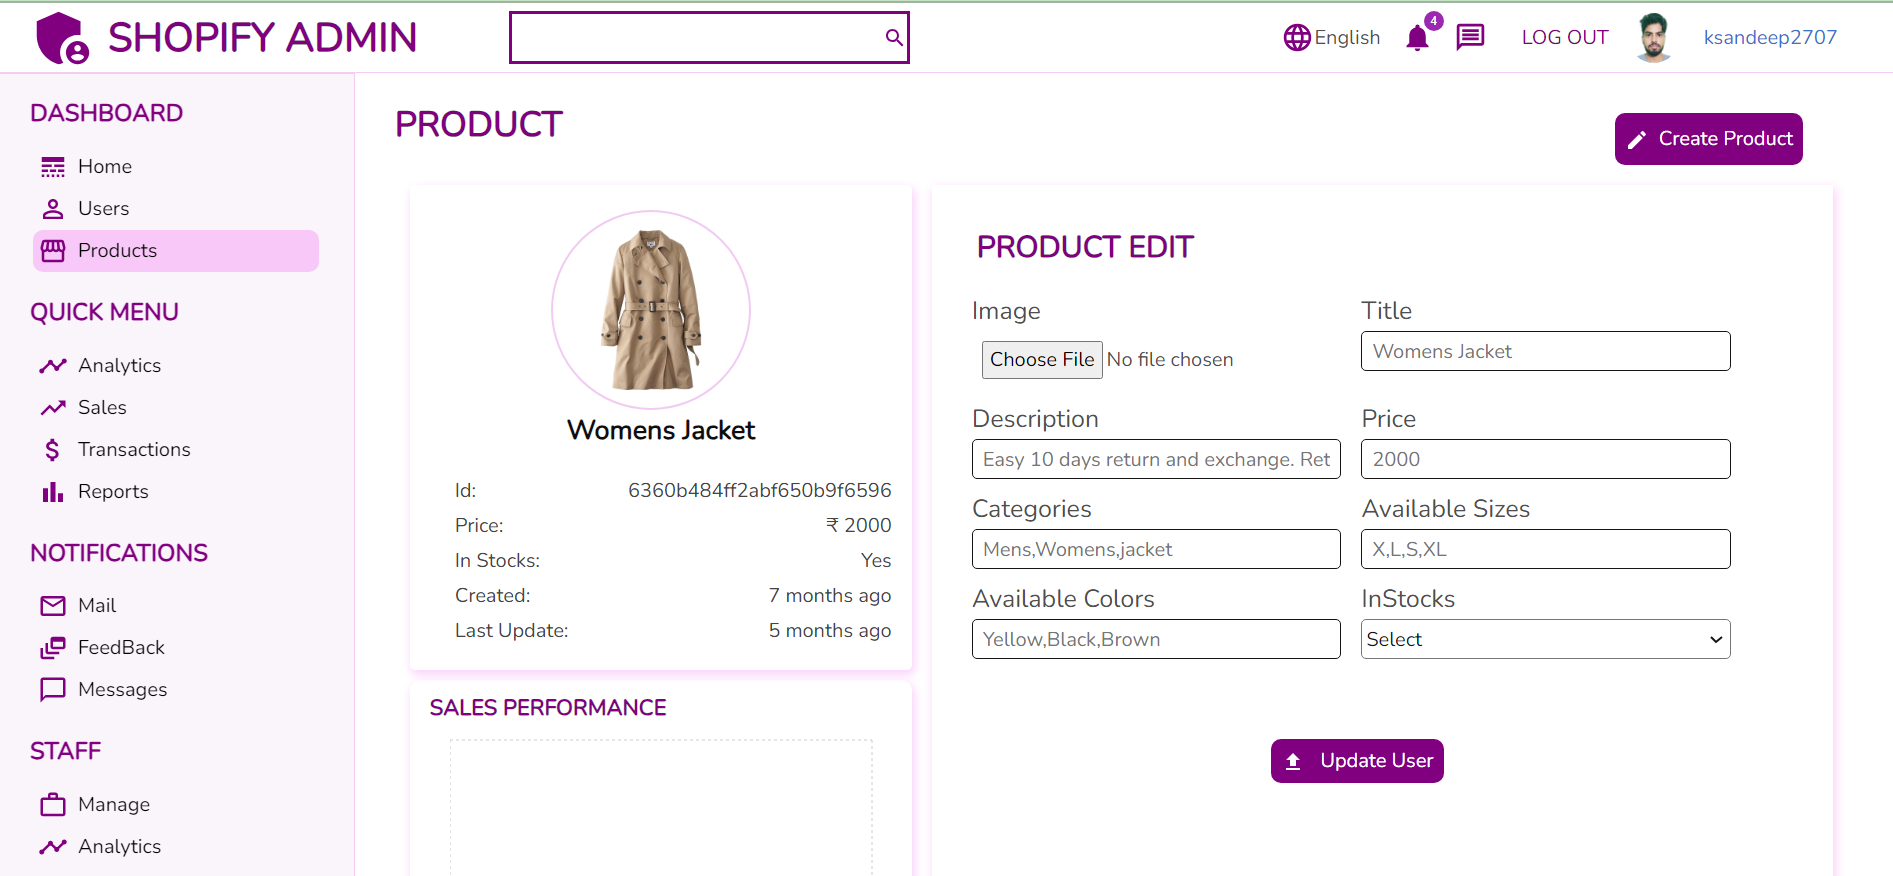 SHOPIFY ADMIN
English
4
LOG OUT
ksandeep2707
DASHBOARD
Home
Users
Products
QUICK MENU
Analytics
Sales
Transactions
Reports
NOTIFICATIONS
Mail
FeedBack
Messages
STAFF
Manage
Analytics
PRODUCT
Create Product
Womens Jacket
Id: 6360b484ff2abf650b9f6596
Price: ₹ 2000
In Stocks: Yes
Created: 7 months ago
Last Update: 5 months ago
SALES PERFORMANCE
PRODUCT EDIT
Image
Choose File No file chosen
Title
Womens Jacket
Description
Easy 10 days return and exchange. Ret
Price
2000
Categories
Mens,Womens,jacket
Available Sizes
X,L,S,XL
Available Colors
Yellow,Black,Brown
InStocks
Select
Update User